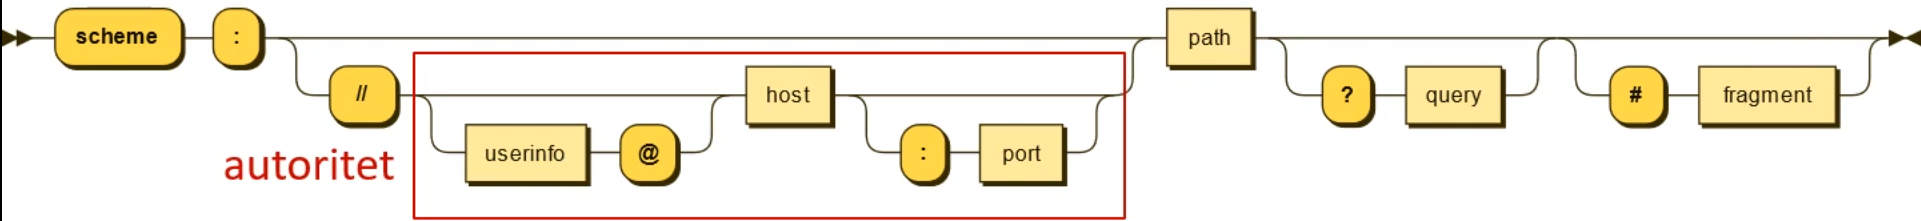 scheme : path
// host ? query # fragment
userinfo @ : port
autoritet